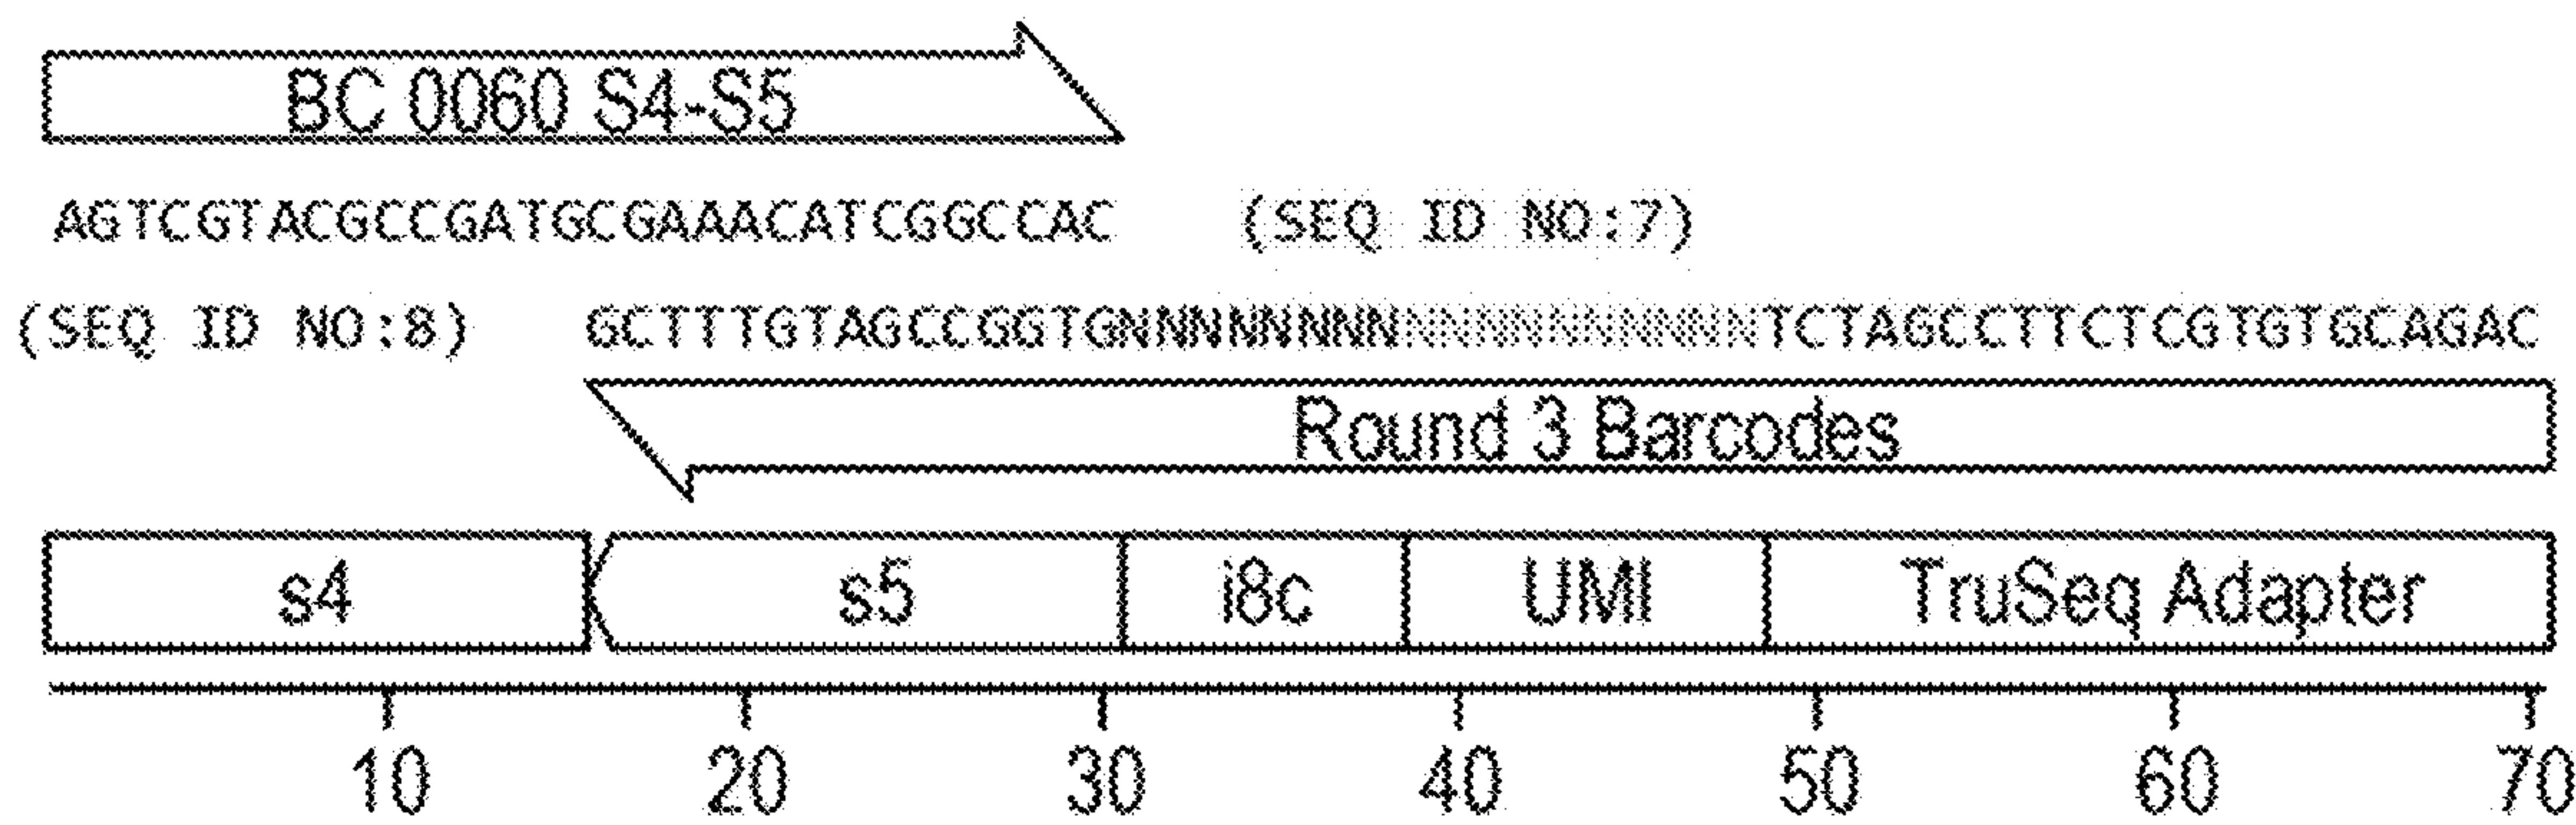 BC 0060 S4-S5
AGTCGTACGCCGATGCGAAACATCGGCCAC (SEQ ID NO:7)
(SEQ ID NO:8) GCTTTGTAGCCGGTGNNNNNNNNNNNNNNNNNNTCTAGCCTTCTCGTGTGCAGAC
Round 3 Barcodes
s4 s5 i8c UMI TruSeq Adapter
10 20 30 40 50 60 70